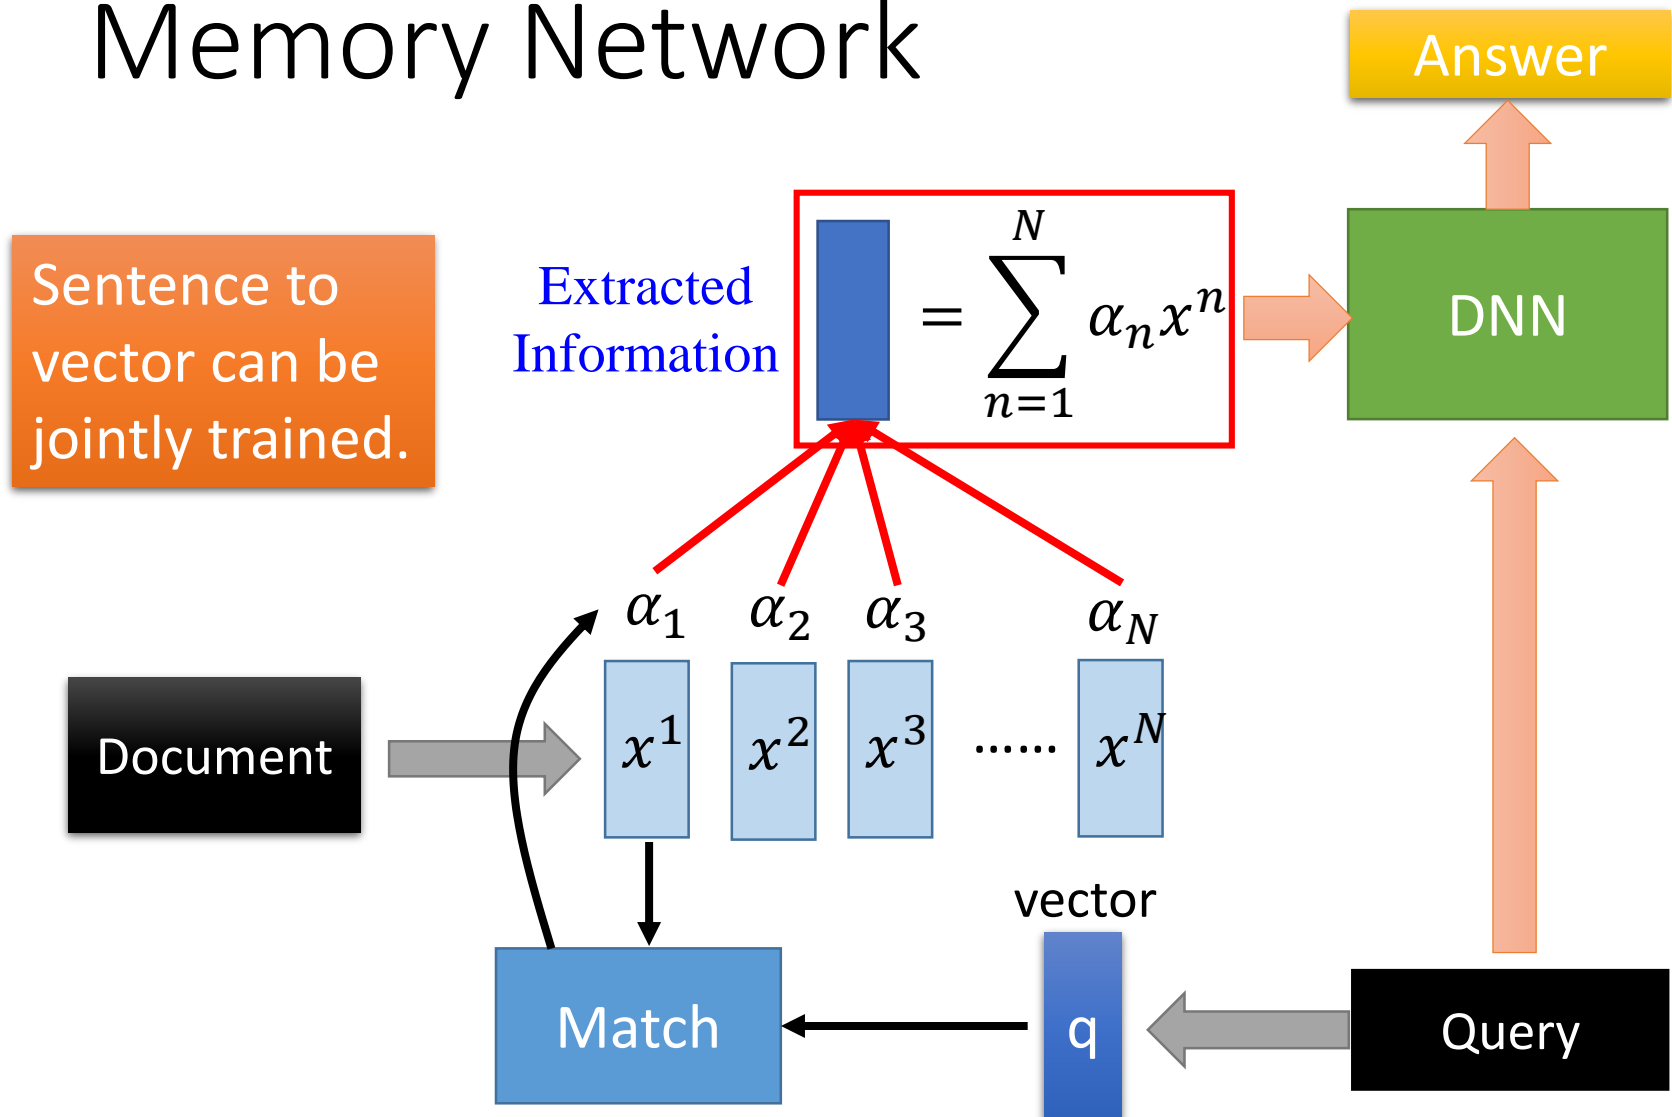 Memory Network
Answer
Sentence to
vector can be
jointly trained.
Extracted
Information
= \sum_{n=1}^{N} α_n x^n
DNN
α_1 α_2 α_3 α_N
Document
x^1 x^2 x^3 …… x^N
vector
Match
q
Query